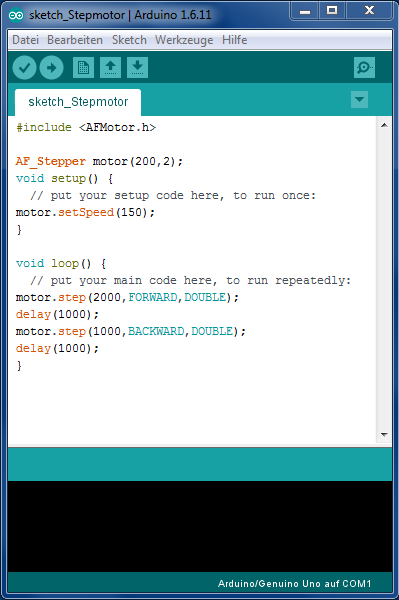 sketch_Stepmotor | Arduino 1.6.11
Datei Bearbeiten Sketch Werkzeuge Hilfe
sketch_Stepmotor
#include <AFMotor.h>
AF_Stepper motor(200,2);
void setup() {
// put your setup code here, to run once:
motor.setSpeed(150);
}
void loop() {
// put your main code here, to run repeatedly:
motor.step(2000,FORWARD,DOUBLE);
delay(1000);
motor.step(1000,BACKWARD,DOUBLE);
delay(1000);
}
Arduino/Genuino Uno auf COM1